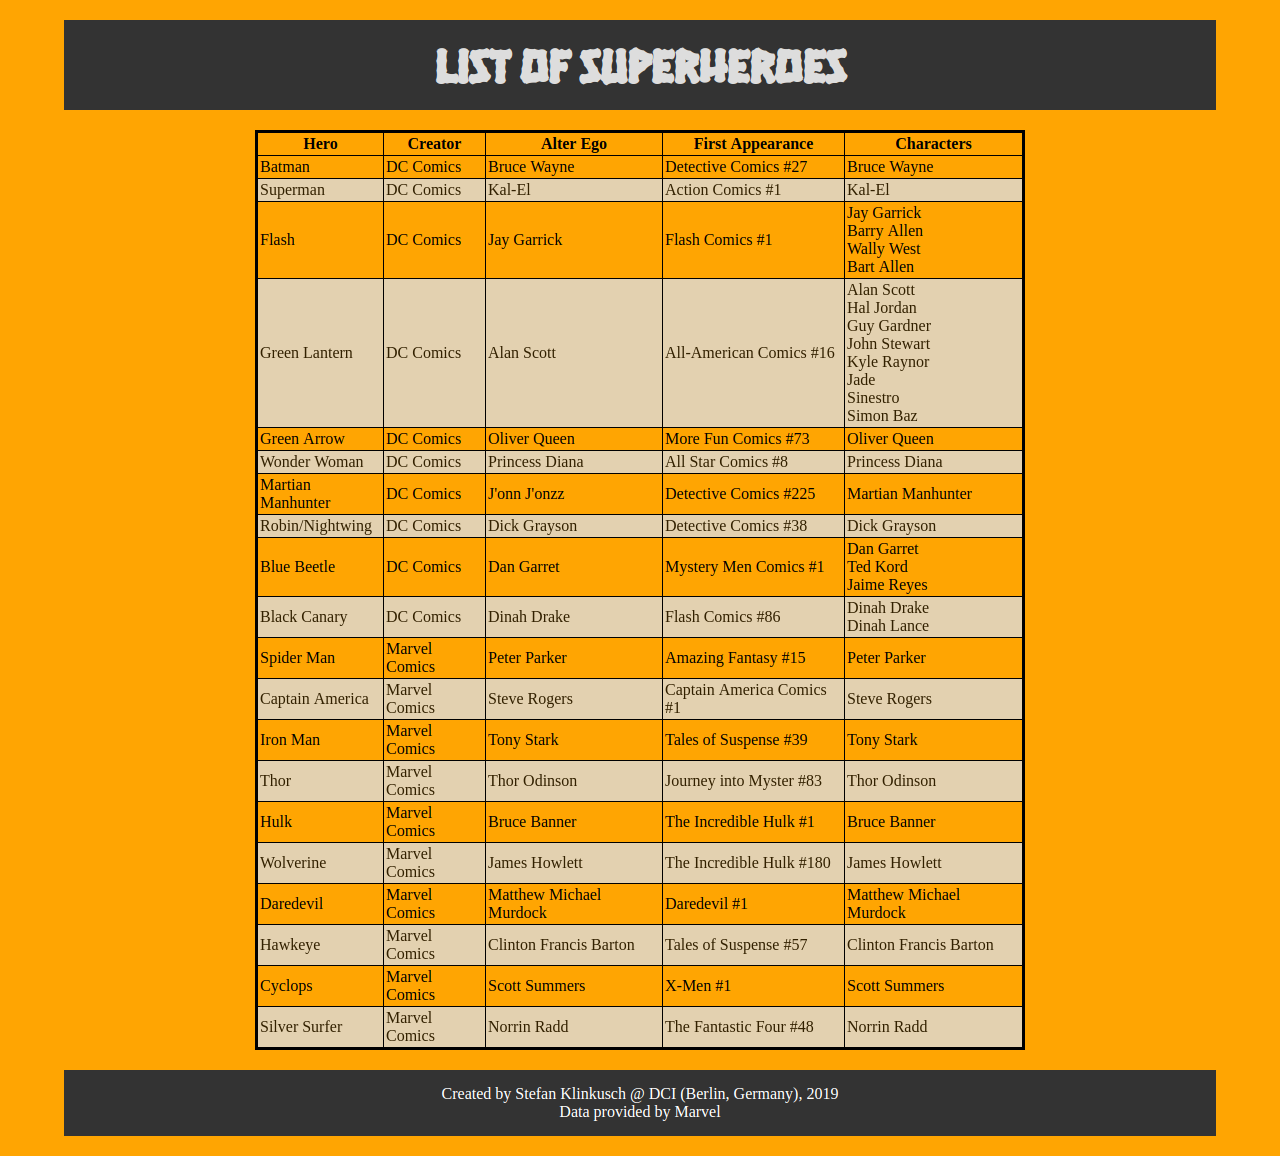 LIST OF SUPERHEROES
Hero Creator Alter Ego First Appearance Characters
Batman DC Comics Bruce Wayne Detective Comics #27 Bruce Wayne
Superman DC Comics Kal-El Action Comics #1 Kal-El
Flash DC Comics Jay Garrick Flash Comics #1 Jay Garrick
Barry Allen
Wally West
Bart Allen
Green Lantern DC Comics Alan Scott All-American Comics #16 Alan Scott
Hal Jordan
Guy Gardner
John Stewart
Kyle Raynor
Jade
Sinestro
Simon Baz
Green Arrow DC Comics Oliver Queen More Fun Comics #73 Oliver Queen
Wonder Woman DC Comics Princess Diana All Star Comics #8 Princess Diana
Martian
Manhunter DC Comics J'onn J'onzz Detective Comics #225 Martian Manhunter
Robin/Nightwing DC Comics Dick Grayson Detective Comics #38 Dick Grayson
Blue Beetle DC Comics Dan Garret Mystery Men Comics #1 Dan Garret
Ted Kord
Jaime Reyes
Black Canary DC Comics Dinah Drake Flash Comics #86 Dinah Drake
Dinah Lance
Spider Man Marvel
Comics Peter Parker Amazing Fantasy #15 Peter Parker
Captain America Marvel
Comics Steve Rogers Captain America Comics
#1 Steve Rogers
Iron Man Marvel
Comics Tony Stark Tales of Suspense #39 Tony Stark
Thor Marvel
Comics Thor Odinson Journey into Myster #83 Thor Odinson
Hulk Marvel
Comics Bruce Banner The Incredible Hulk #1 Bruce Banner
Wolverine Marvel
Comics James Howlett The Incredible Hulk #180 James Howlett
Daredevil Marvel
Comics Matthew Michael
Murdock Daredevil #1 Matthew Michael
Murdock
Hawkeye Marvel
Comics Clinton Francis Barton Tales of Suspense #57 Clinton Francis Barton
Cyclops Marvel
Comics Scott Summers X-Men #1 Scott Summers
Silver Surfer Marvel
Comics Norrin Radd The Fantastic Four #48 Norrin Radd
Created by Stefan Klinkusch @ DCI (Berlin, Germany), 2019
Data provided by Marvel